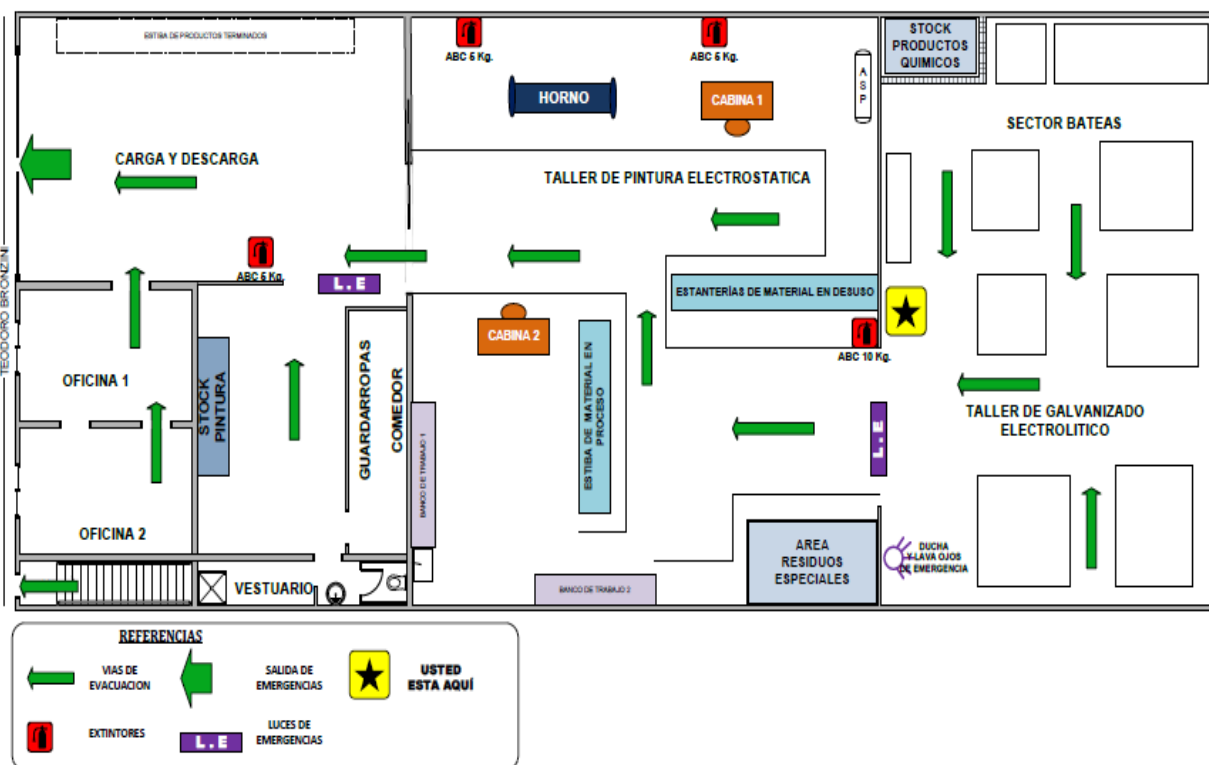 ESTIBA DE PRODUCTOS TERMINADOS
ABC 5 Kg.
ABC 5 Kg.
STOCK
PRODUCTOS
QUIMICOS
HORNO
CABINA 1
A S P
SECTOR BATEAS
CARGA Y DESCARGA
TALLER DE PINTURA ELECTROSTATICA
TEODORO BRONZINI
ABC 5 Kg.
L.E
ESTANTERÍAS DE MATERIAL EN DESUSO
CABINA 2
ABC 10 Kg.
OFICINA 1
STOCK
PINTURA
GUARDARROPAS
COMEDOR
BANCO DE TRABAJO 1
ESTIBA DE MATERIAL EN
PROCESO
L.E
TALLER DE GALVANIZADO
ELECTROLITICO
OFICINA 2
AREA
RESIDUOS
ESPECIALES
DUCHA
Y LAVA OJOS
DE EMERGENCIA
VESTUARIO
BANCO DE TRABAJO 2
REFERENCIAS
VIAS DE
EVACUACION
SALIDA DE
EMERGENCIAS
USTED
ESTA AQUÍ
EXTINTORES
L.E
LUCES DE
EMERGENCIAS